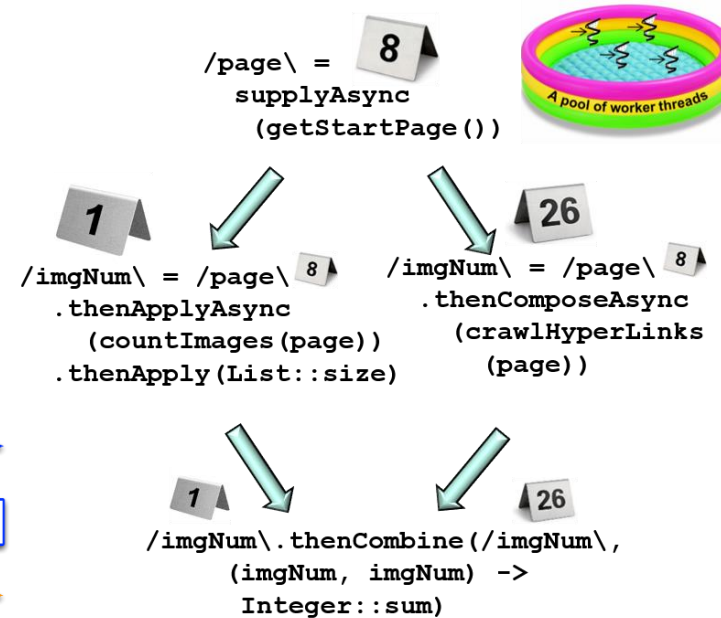 /page\ = 8
supplyAsync
(getStartPage())
A pool of worker threads
1
/imgNum\ = /page\ 8
.thenApplyAsync
(countImages(page))
.thenApply(List::size)
26
/imgNum\ = /page\ 8
.thenComposeAsync
(crawlHyperLinks
(page))
1
26
/imgNum\.thenCombine(/imgNum\,
(imgNum, imgNum) ->
Integer::sum)